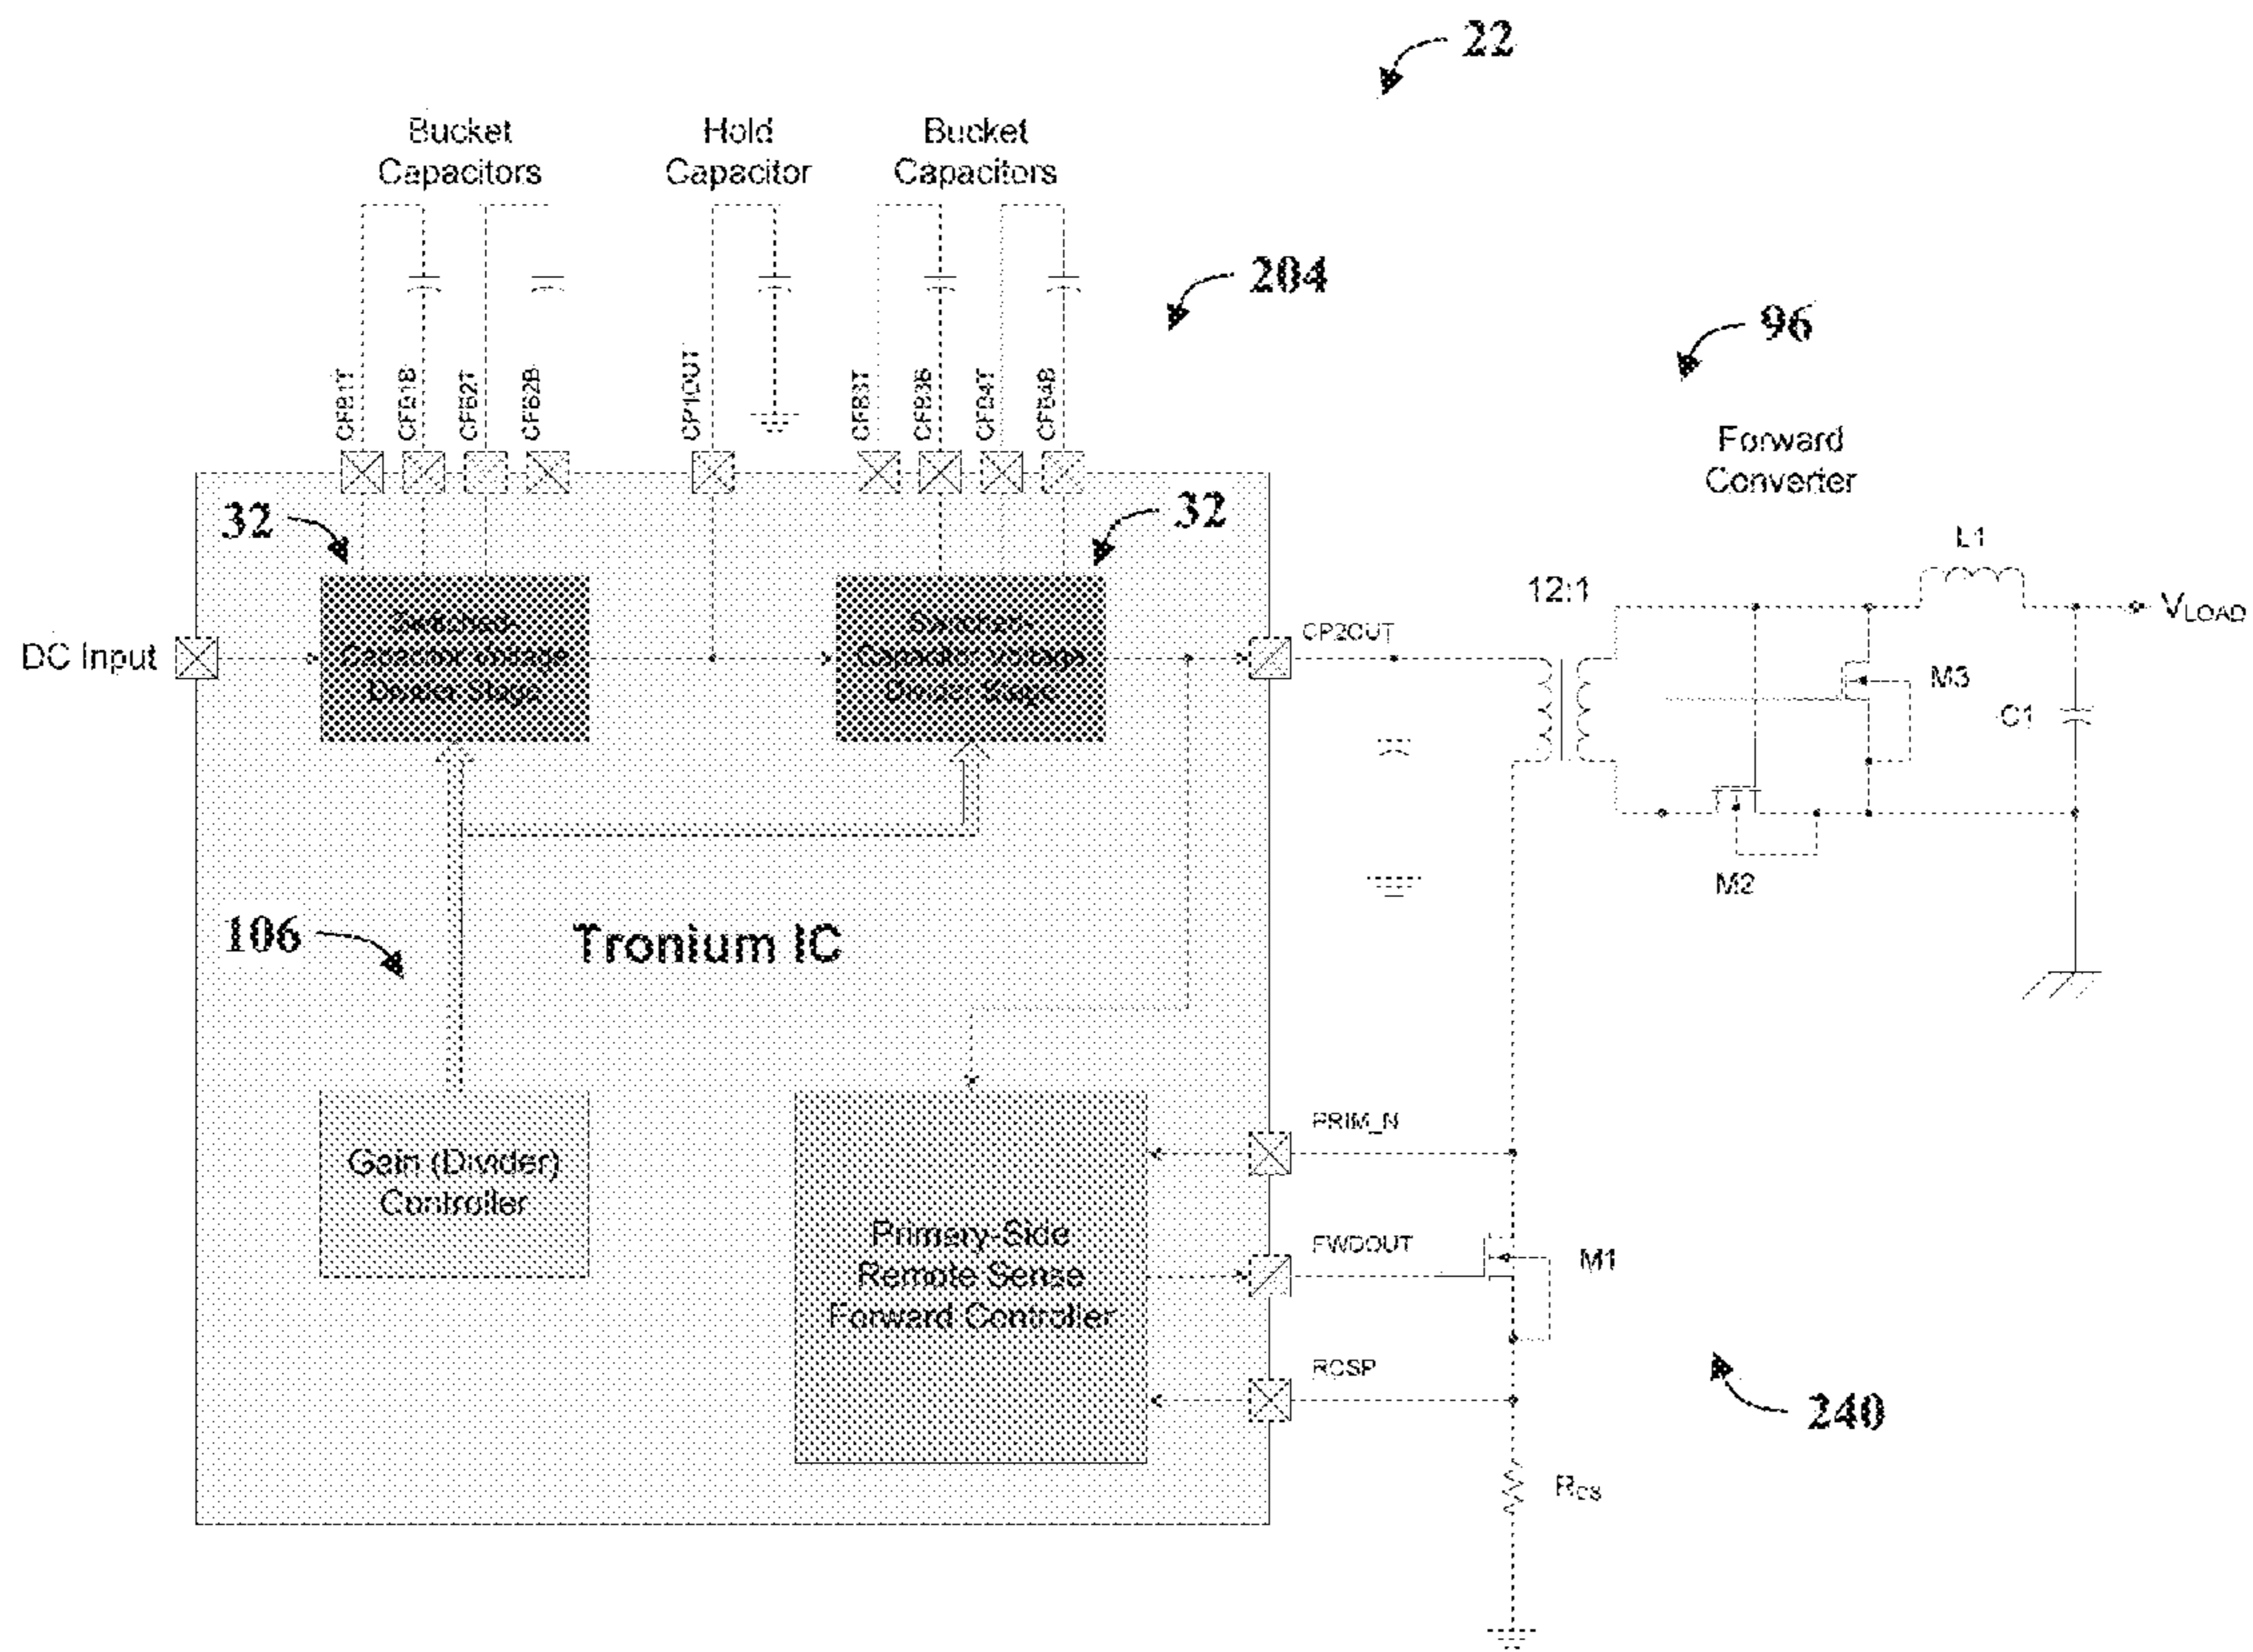 22
Bucket
Capacitors
Hold
Capacitor
Bucket
Capacitors
204
96
CFB1T
CFB1B
CFB2T
CFB2B
CP1OUT
CFB3T
CFB3B
CFB4T
CFB4B
Forward
Converter
32
32
L1
12:1
DC Input
Switched-
Capacitor Voltage
Divider Stage
Switched-
Capacitor Voltage
Divider Stage
CP2OUT
VLOAD
M3
C1
M2
106
Tronium IC
PRIM_N
Gain (Divider)
Controller
Primary-Side
Remote Sense
Forward Controller
FWDOUT
M1
RCSP
240
RCS